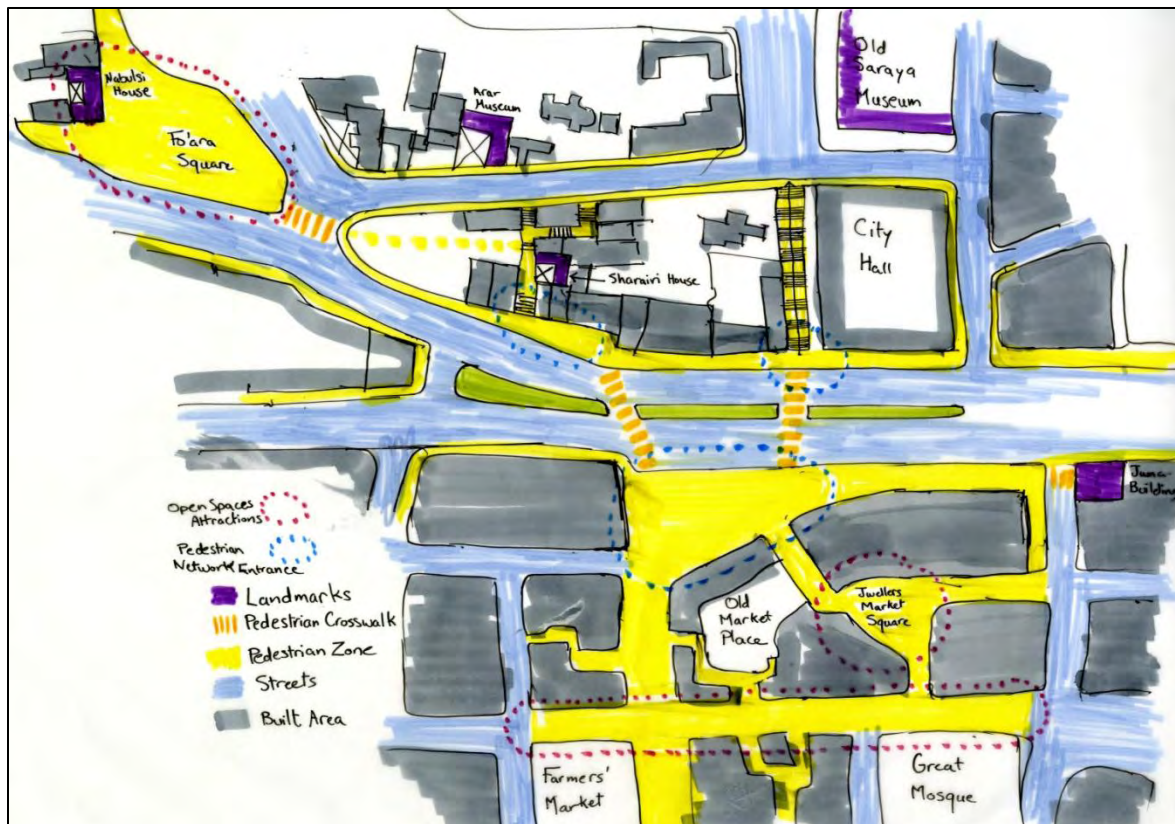 Nabulsi
House
Fo'ara
Square
Arar
Museum
Old
Saraya
Museum
City
Hall
Sharairi House
Juma
Building
Open Spaces
Attractions
Pedestrian
Network Entrance
Landmarks
Pedestrian Crosswalk
Pedestrian Zone
Streets
Built Area
Old
Market
Place
Jwellers
Market
Square
Farmers'
Market
Great
Mosque